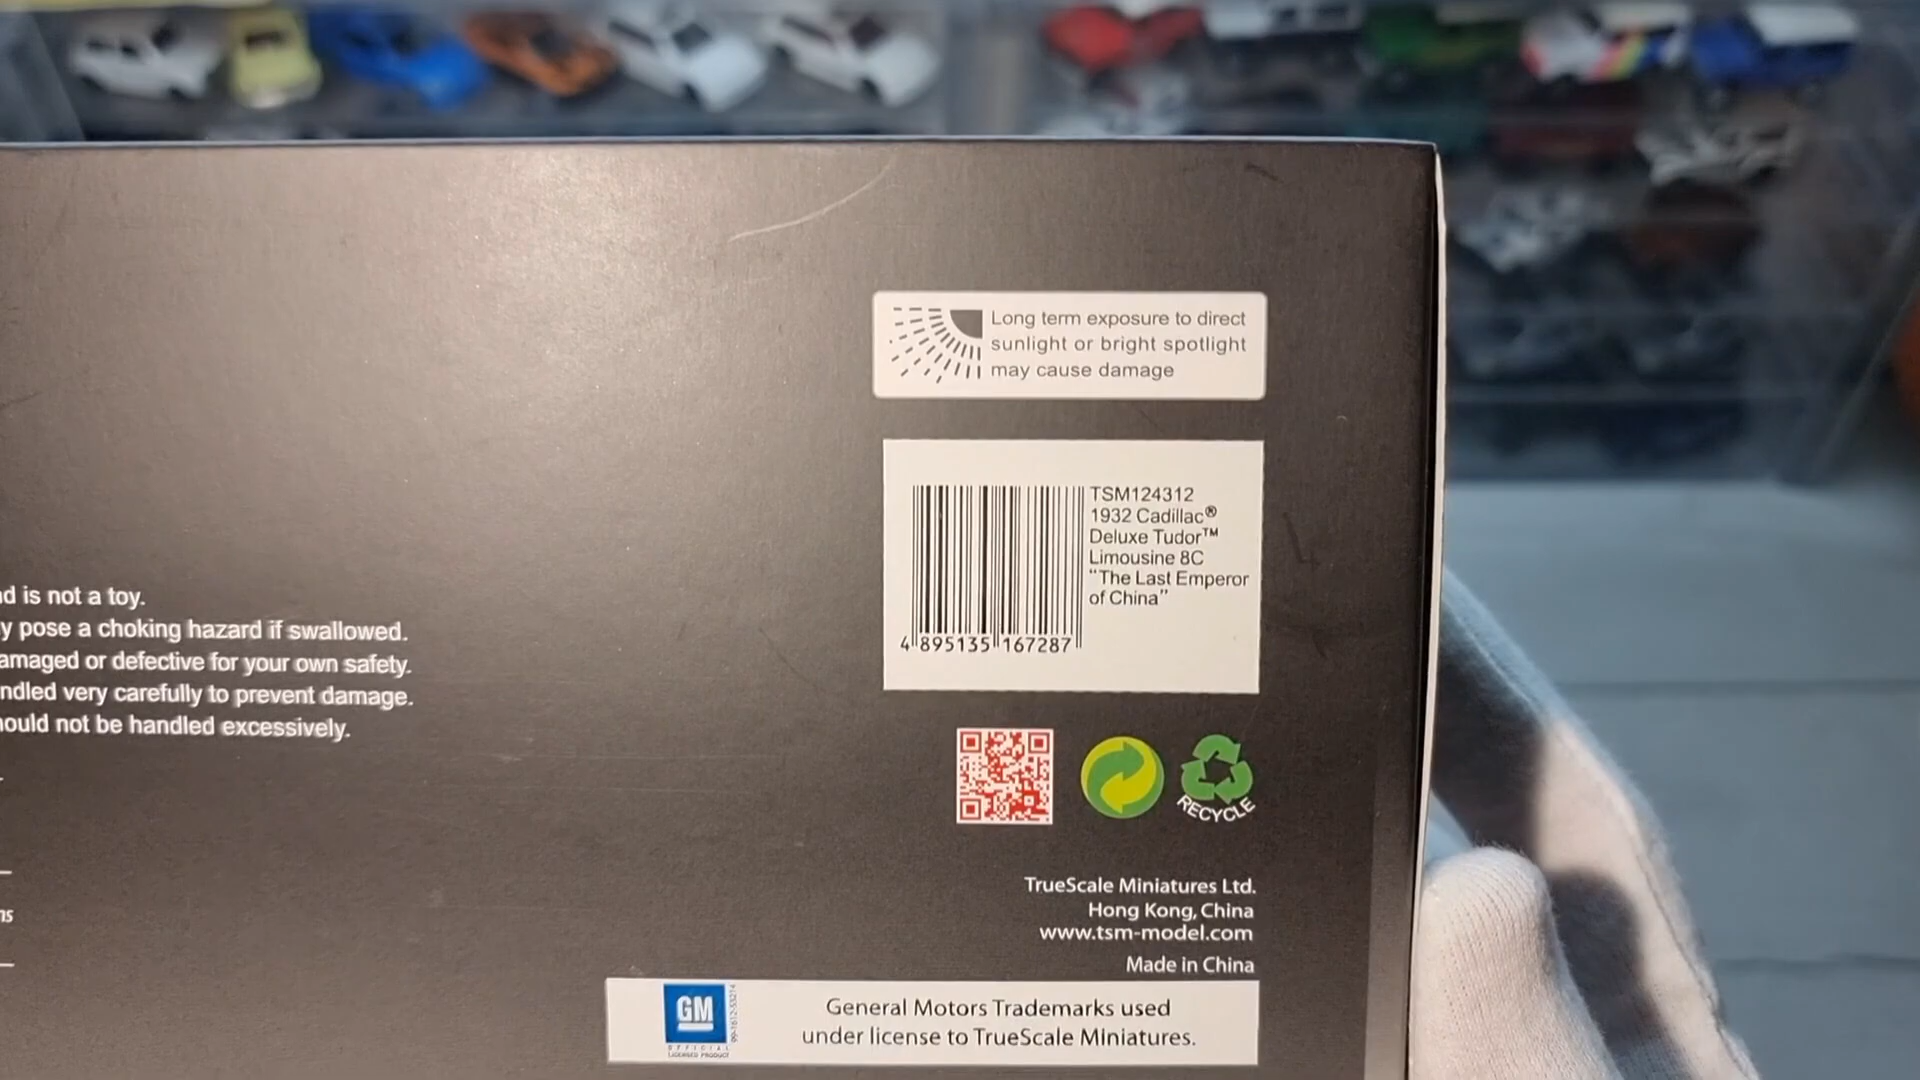 Long term exposure to direct
sunlight or bright spotlight
may cause damage
TSM124312
1932 Cadillac®
Deluxe Tudor™
Limousine 8C
“The Last Emperor
of China”
4 895135 167287
d is not a toy.
y pose a choking hazard if swallowed.
amaged or defective for your own safety.
ndled very carefully to prevent damage.
ould not be handled excessively.
RECYCLE
ns
TrueScale Miniatures Ltd.
Hong Kong, China
www.tsm-model.com
Made in China
GM
OFFICIAL
LICENSED PRODUCT
General Motors Trademarks used
under license to TrueScale Miniatures.